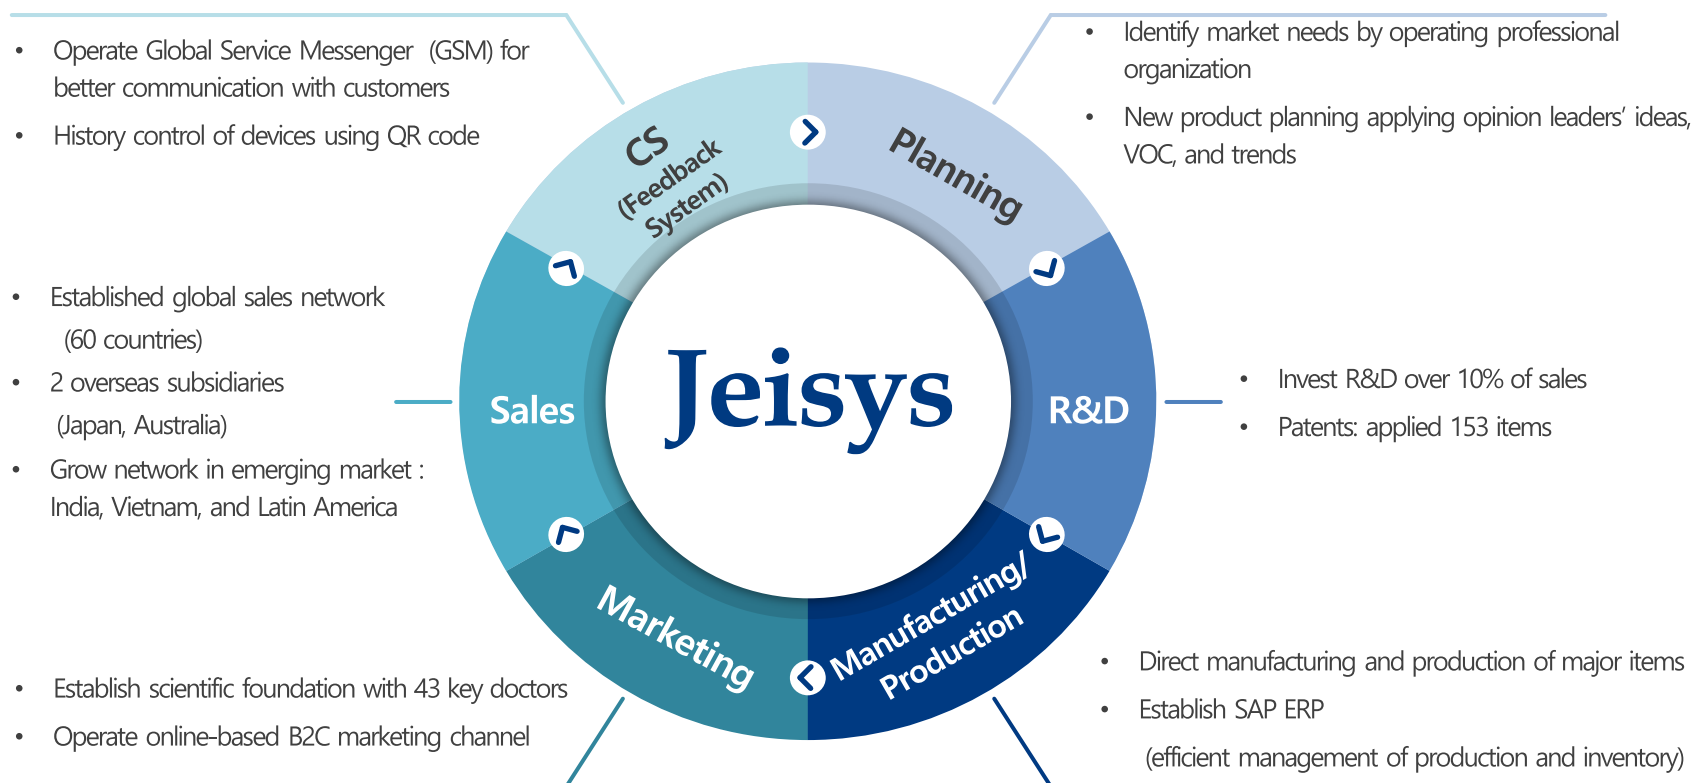 • Operate Global Service Messenger (GSM) for
better communication with customers
• History control of devices using QR code
• Identify market needs by operating professional
organization
• New product planning applying opinion leaders’ ideas,
VOC, and trends
CS
(Feedback
System)
Planning
• Established global sales network
(60 countries)
• 2 overseas subsidiaries
(Japan, Australia)
• Grow network in emerging market :
India, Vietnam, and Latin America
Sales
Jeisys
R&D
• Invest R&D over 10% of sales
• Patents: applied 153 items
Marketing
Manufacturing/
Production
• Establish scientific foundation with 43 key doctors
• Operate online-based B2C marketing channel
• Direct manufacturing and production of major items
• Establish SAP ERP
(efficient management of production and inventory)